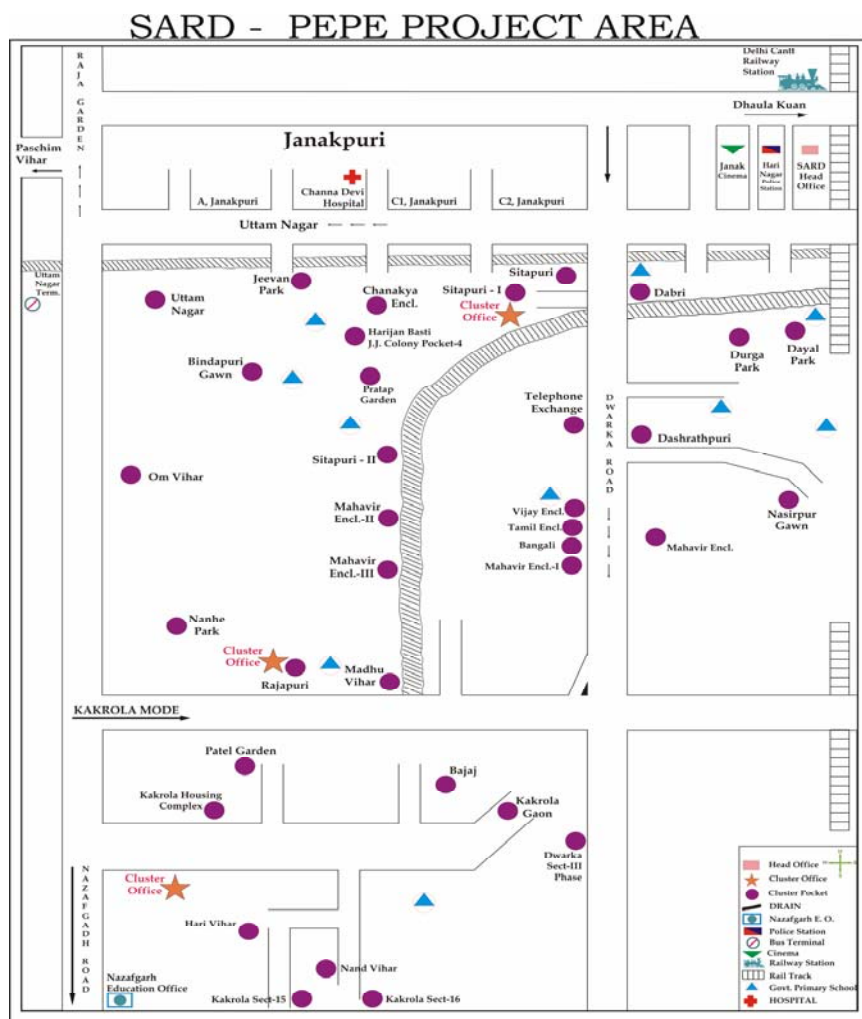 SARD - PEPE PROJECT AREA
RAJA GARDEN
Delhi Cantt
Railway
Station
Dhaula Kuan
Paschim
Vihar
Janakpuri
Janak
Cinema
Hari
Nagar
Police
Station
SARD
Head
Office
Channa Devi
Hospital
A, Janakpuri
C1, Janakpuri
C2, Janakpuri
Uttam Nagar
Uttam
Nagar
Term.
Jeevan
Park
Uttam
Nagar
Chanakya
Encl.
Sitapuri
Sitapuri - I
Cluster
Office
Dabri
Harijan Basti
J.J. Colony Pocket-4
Durga
Park
Dayal
Park
Bindapuri
Gawn
Pratap
Garden
Telephone
Exchange
DWARKA ROAD
Dashrathpuri
Sitapuri - II
Om Vihar
Nasirpur
Gawn
Mahavir
Encl-II
Vijay Encl.
Tamil Encl.
Bangali
Mahavir Encl-I
Mahavir Encl.
Mahavir
Encl.-III
Nanhe
Park
Cluster
Office
Rajapuri
Madhu
Vihar
KAKROLA MODE
Patel Garden
Bajaj
Kakrola Housing
Complex
Kakrola
Gaon
Dwarka
Sect-III
Phase
NAZAFGADH ROAD
Cluster
Office
Hari Vihar
Nand Vihar
Nazafgarh
Education Office
Kakrola Sect-15
Kakrola Sect-16
Head Office
Cluster Office
Cluster Pocket
DRAIN
Nazafgarh E. O.
Police Station
Bus Terminal
Cinema
Railway Station
Rail Track
Govt. Primary School
HOSPITAL